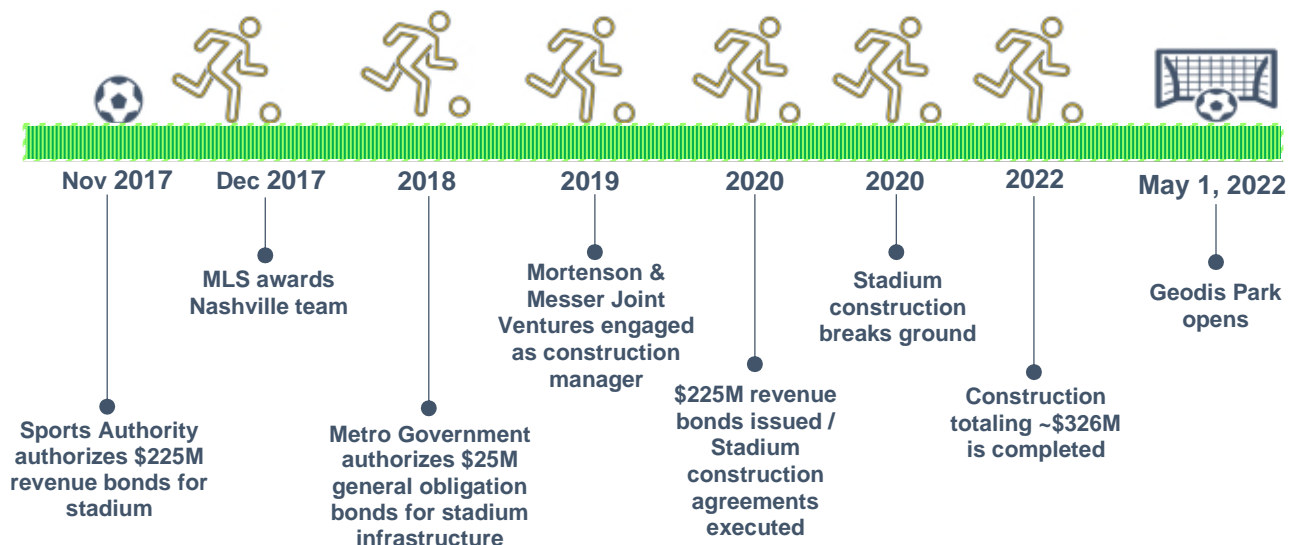 Nov 2017
Dec 2017
2018
2019
2020
2020
2022
May 1, 2022
Sports Authority
authorizes $225M
revenue bonds for
stadium
MLS awards
Nashville team
Metro Government
authorizes $25M
general obligation
bonds for stadium
infrastructure
Mortenson &
Messer Joint
Ventures engaged
as construction
manager
$225M revenue
bonds issued /
Stadium
construction
agreements
executed
Stadium
construction
breaks ground
Construction
totaling ~$326M
is completed
Geodis Park
opens